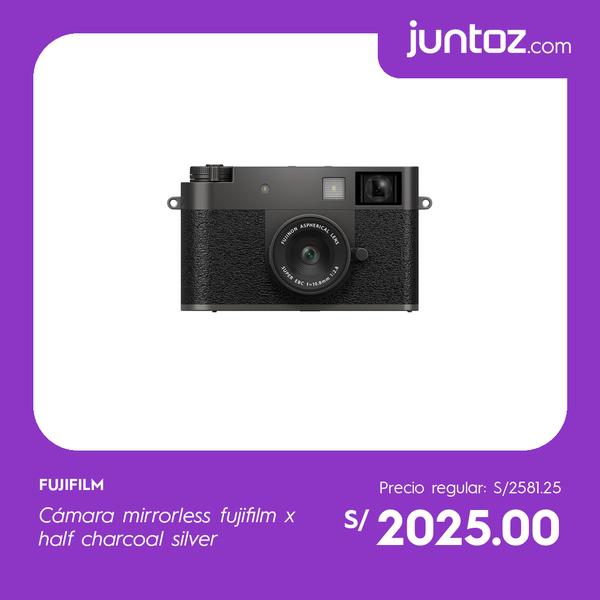 juntoz.com
FUJINON ASPHERICAL LENS
SUPER EBC f=10.8mm 1:2.8
FUJIFILM
Cámara mirrorless fujifilm x
half charcoal silver
Precio regular: S/2581.25
S/ 2025.00